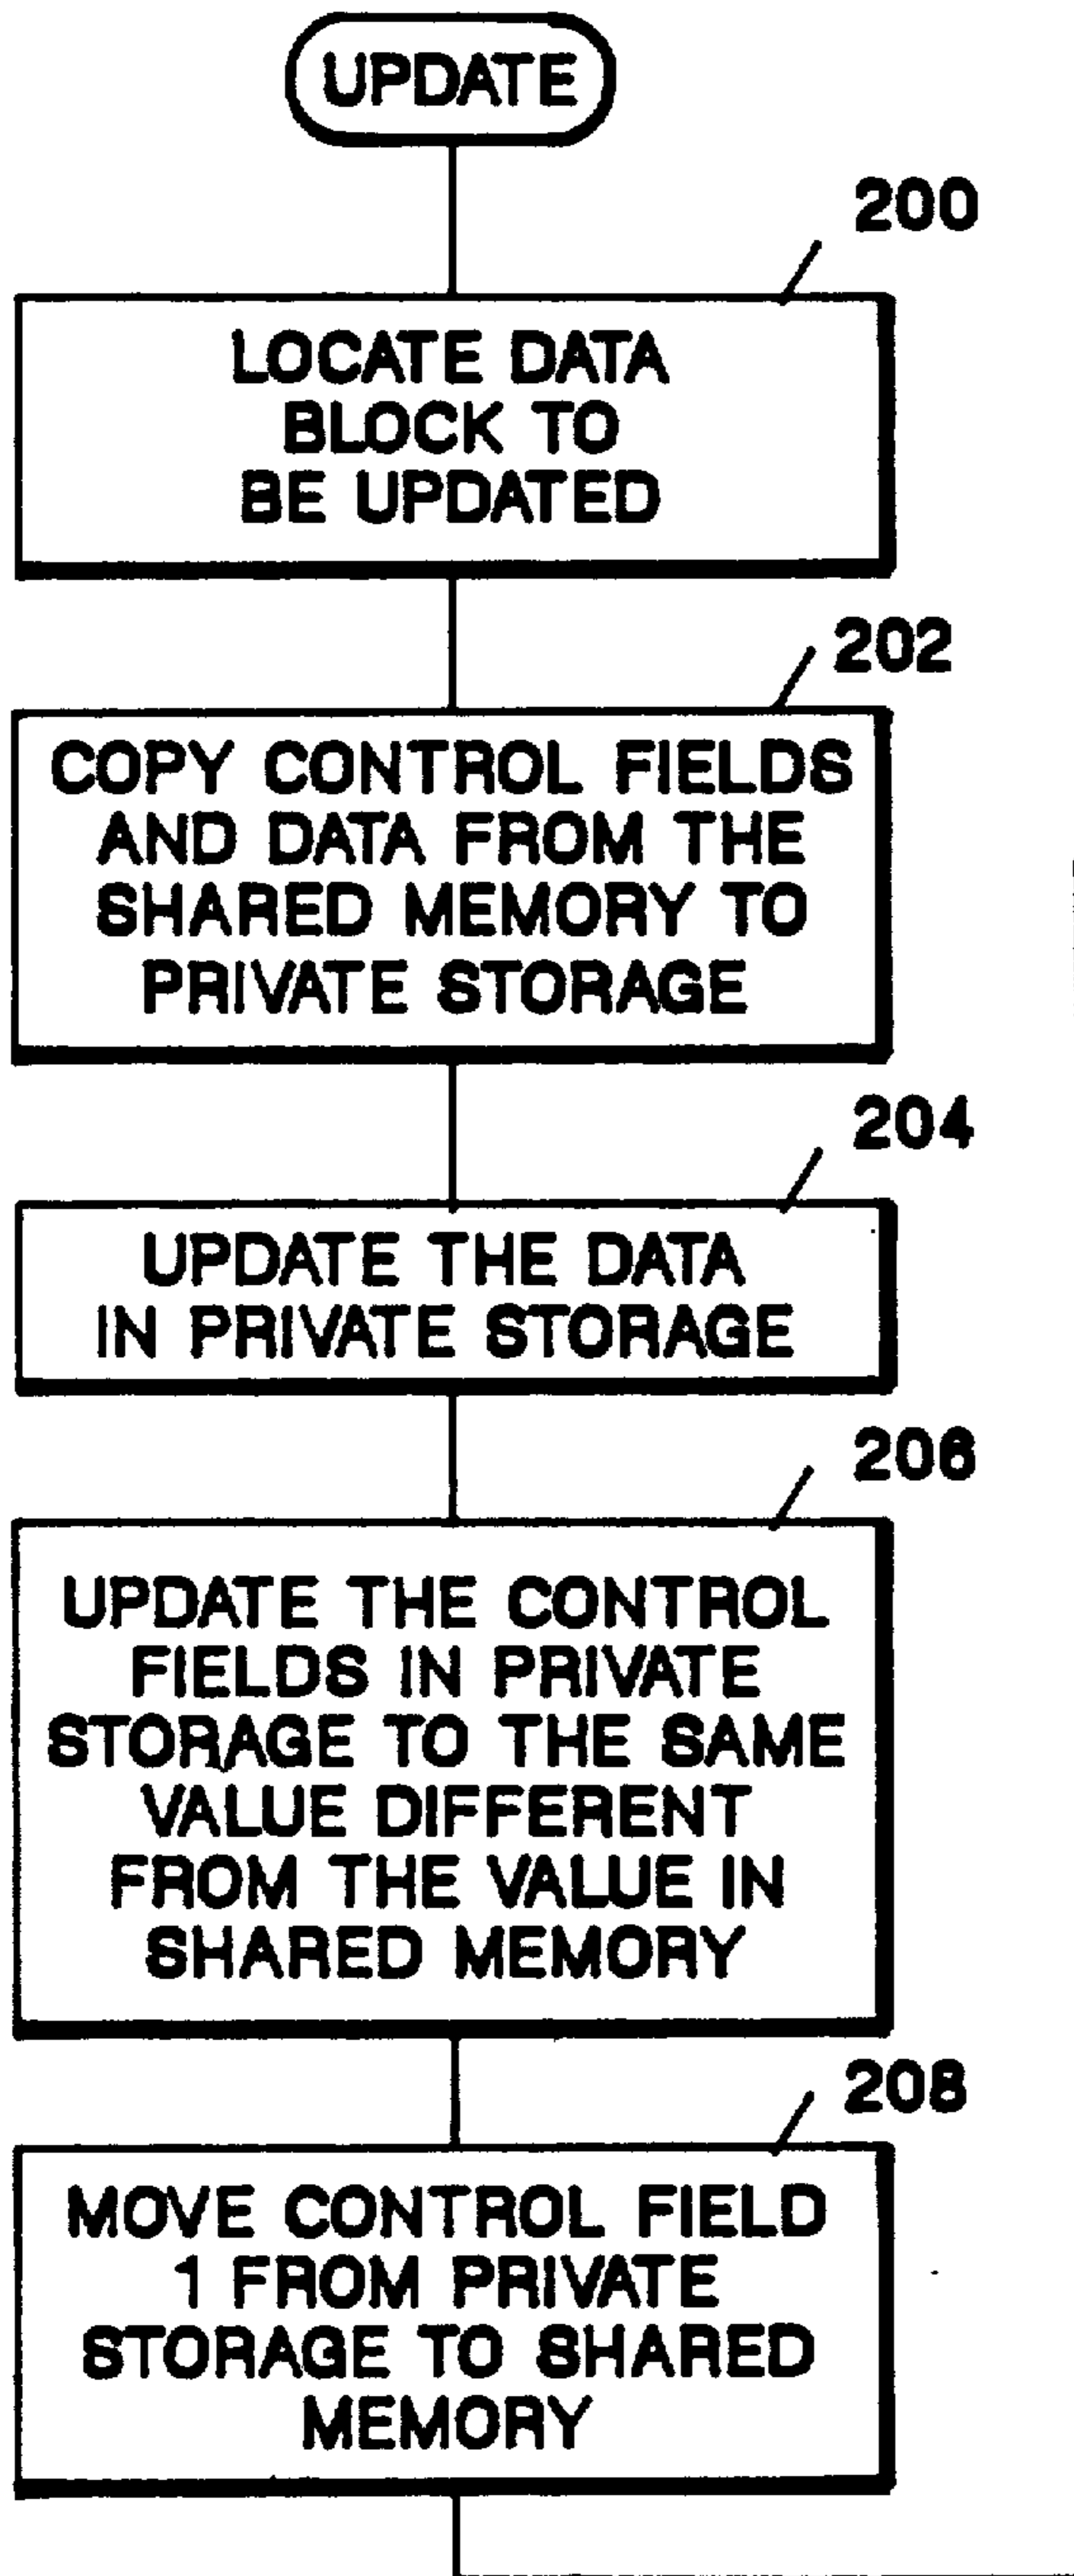 UPDATE
200
LOCATE DATA
BLOCK TO
BE UPDATED
202
COPY CONTROL FIELDS
AND DATA FROM THE
SHARED MEMORY TO
PRIVATE STORAGE
204
UPDATE THE DATA
IN PRIVATE STORAGE
206
UPDATE THE CONTROL
FIELDS IN PRIVATE
STORAGE TO THE SAME
VALUE DIFFERENT
FROM THE VALUE IN
SHARED MEMORY
208
MOVE CONTROL FIELD
1 FROM PRIVATE
STORAGE TO SHARED
MEMORY